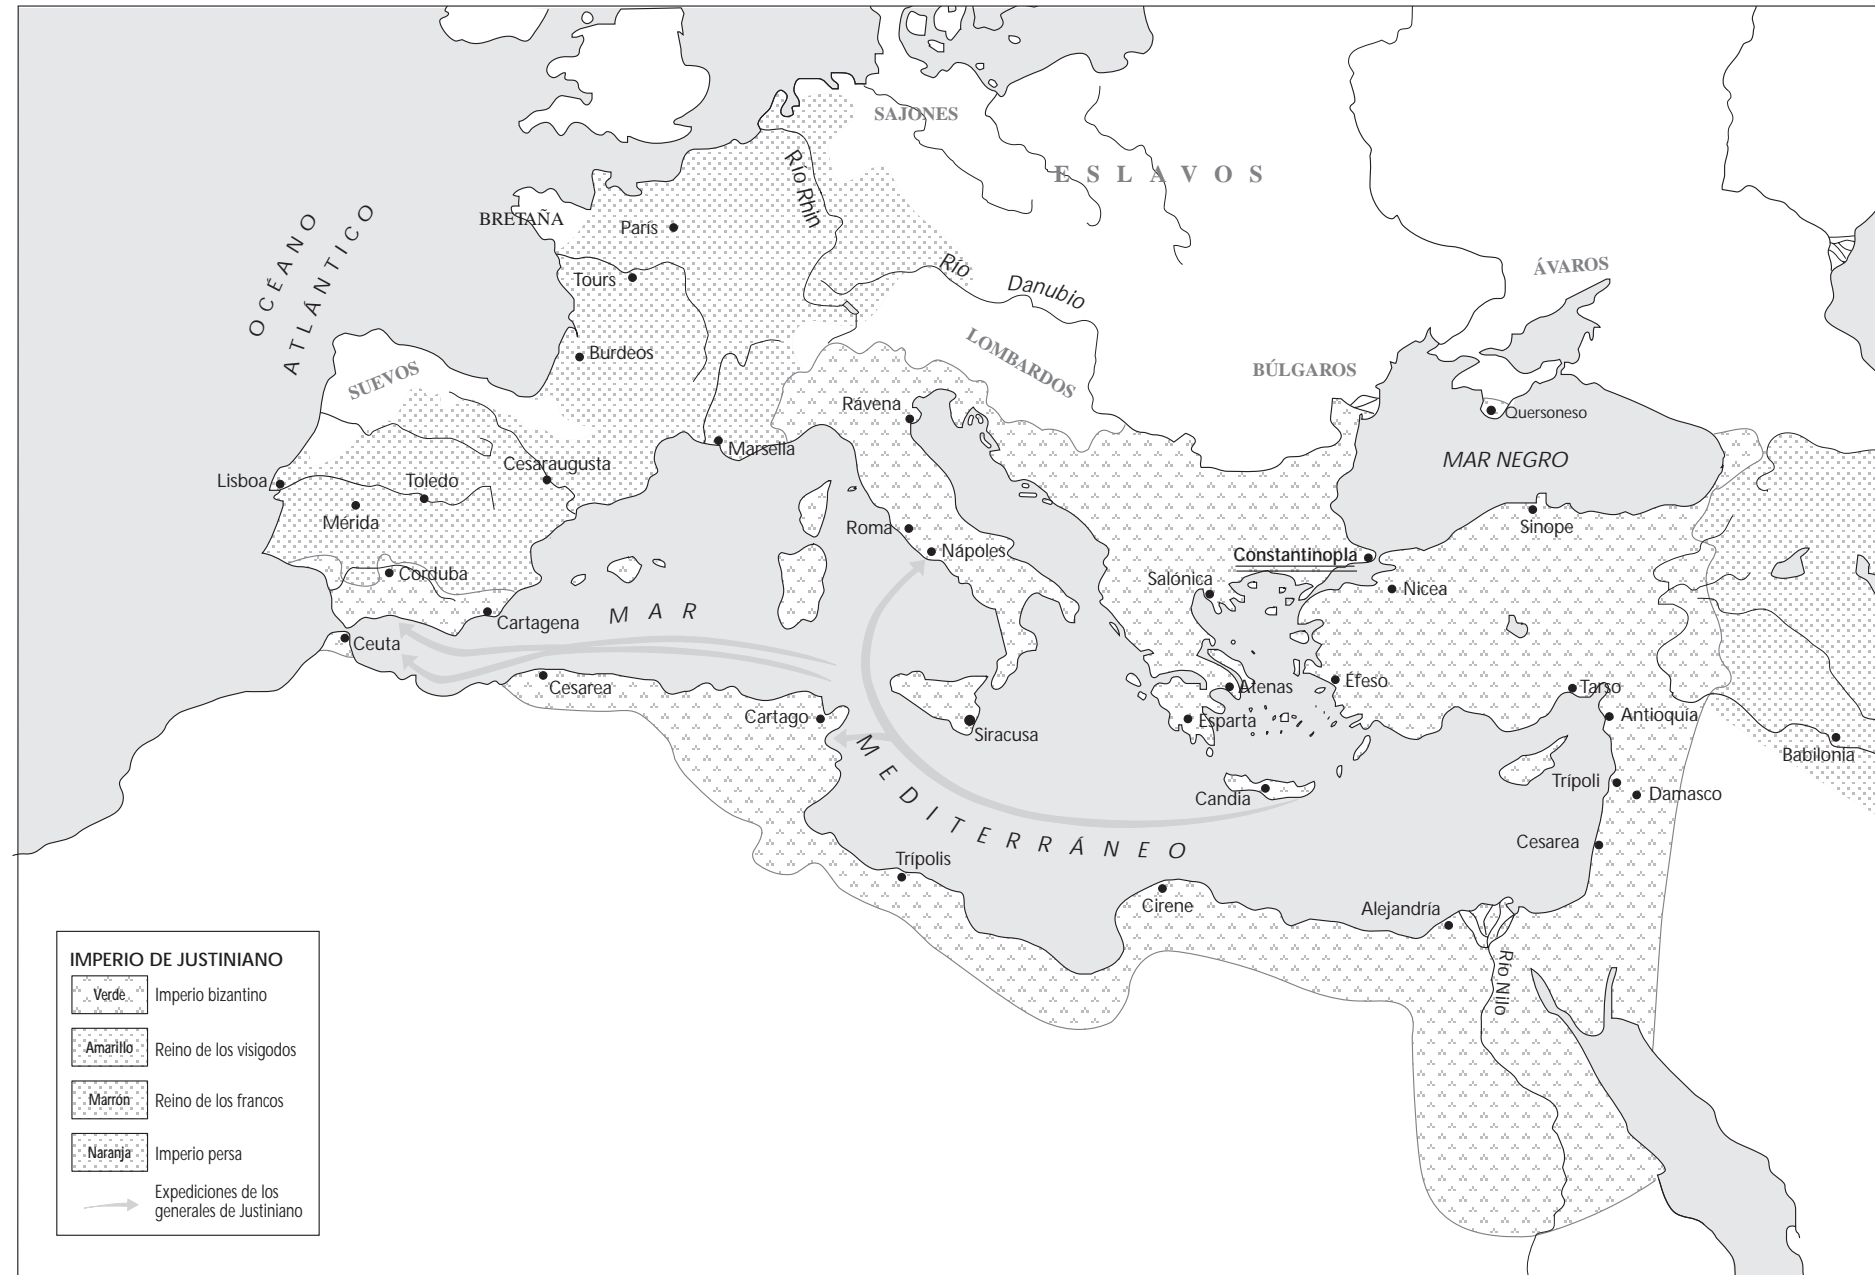 SAJONES
ESLAVOS
Río Rhin
OCÉANO
ATLÁNTICO
BRETAÑA
París
Río
Danubio
ÁVAROS
Tours
LOMBARDOS
Burdeos
SUEVOS
BÚLGAROS
Rávena
Quersoneso
Marsella
MAR NEGRO
Cesaraugusta
Lisboa
Toledo
Mérida
Roma
Sinope
Nápoles
Constantinopla
Corduba
Salónica
Nicea
Cartagena
MAR
Ceuta
Cesarea
Éfeso
Atenas
Tarso
Cartago
Esparta
Antioquía
Siracusa
MEDITERRÁNEO
Babilonia
Trípoli
Candia
Damasco
Cesarea
Trípolis
Cirene
Alejandría
Río Nilo
IMPERIO DE JUSTINIANO
Verde Imperio bizantino
Amarillo Reino de los visigodos
Marrón Reino de los francos
Naranja Imperio persa
Expediciones de los
generales de Justiniano